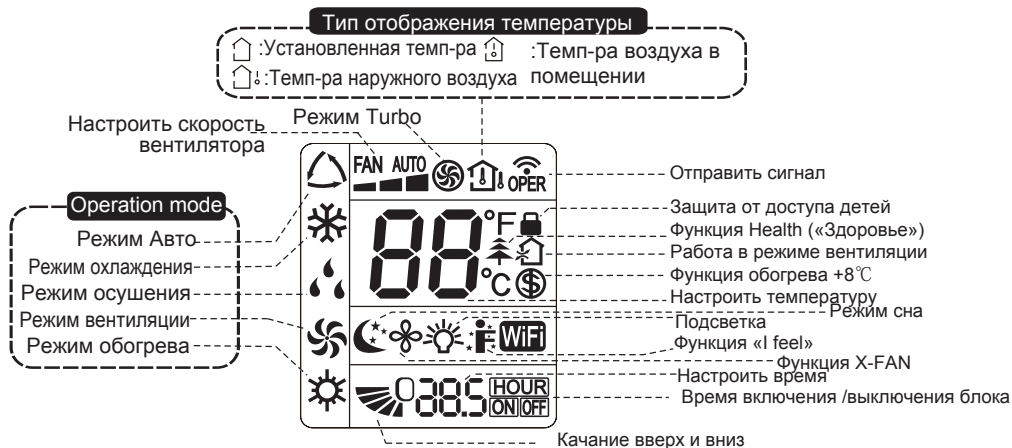 Тип отображения температуры
:Установленная темп-ра :Темп-ра воздуха в помещении
:Темп-ра наружного воздуха
Режим Turbo
Настроить скорость
вентилятора
FAN AUTO
OPER
Отправить сигнал
Operation mode
Режим Авто
Режим охлаждения
Режим осушения
Режим вентиляции
Режим обогрева
88
°F
°C
Защита от доступа детей
Функция Health («Здоровье»)
Работа в режиме вентиляции
Функция обогрева +8℃
Настроить температуру
Режим сна
Подсветка
Функция «I feel»
WiFi
Функция X-FAN
Настроить время
038.5
HOUR
ON OFF
Время включения /выключения блока
Качание вверх и вниз